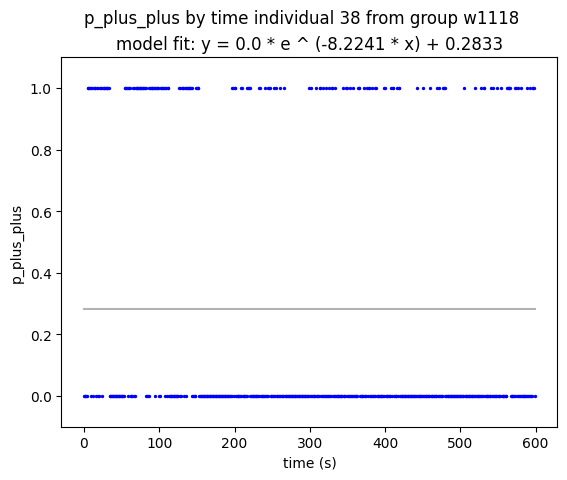 p_plus_plus by time individual 38 from group w1118
model fit: y = 0.0 * e ^ (-8.2241 * x) + 0.2833
1.0
0.8
0.6
0.4
0.2
0.0
p_plus_plus
0 100 200 300 400 500 600
time (s)